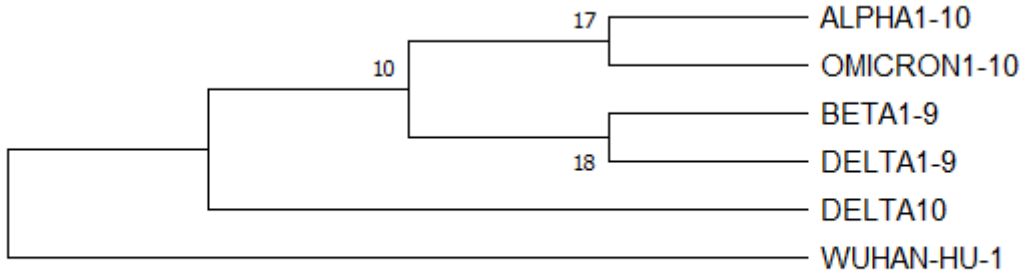 17
ALPHA1-10
OMICRON1-10
10
BETA1-9
18
DELTA1-9
DELTA10
WUHAN-HU-1